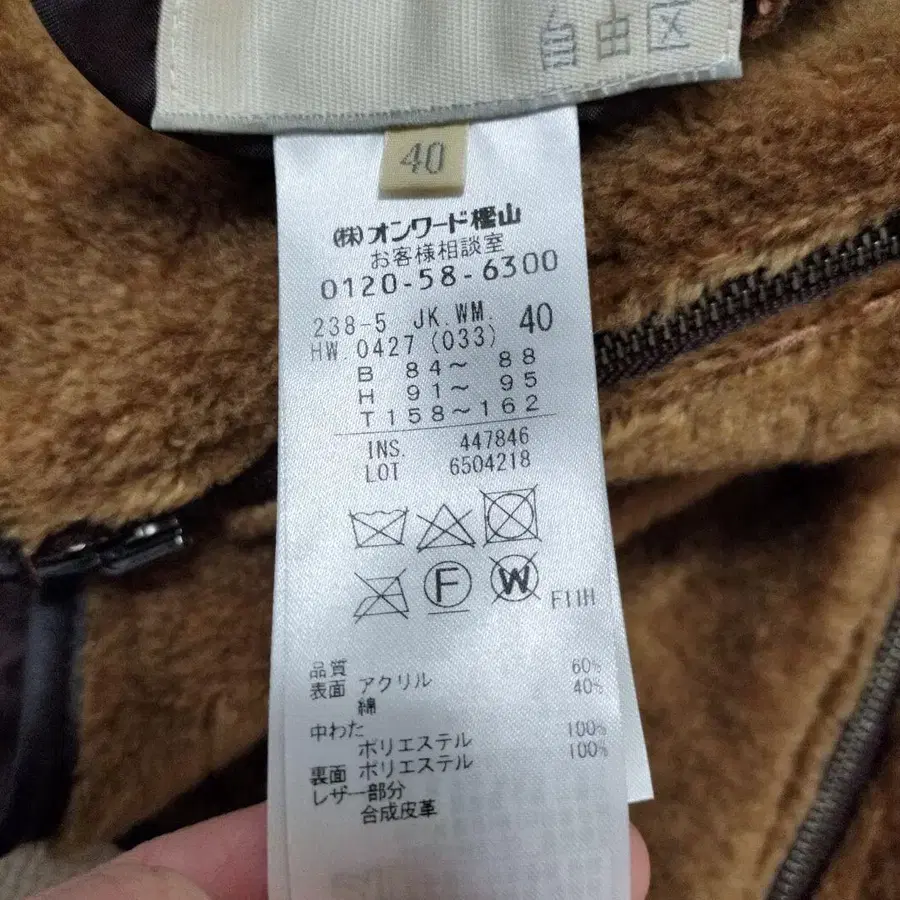 自由区
40
(株)オンワード樫山
お客様相談室
0120-58-6300
238-5 JK.WM. 40
HW.0427 (033)
B 84～ 88
H 91～ 95
T 158～162
INS. 447846
LOT 6504218
F
W
F11H
品質
表面 アクリル 60%
綿 40%
中わた
ポリエステル 100%
裏面 ポリエステル 100%
レザー部分
合成皮革